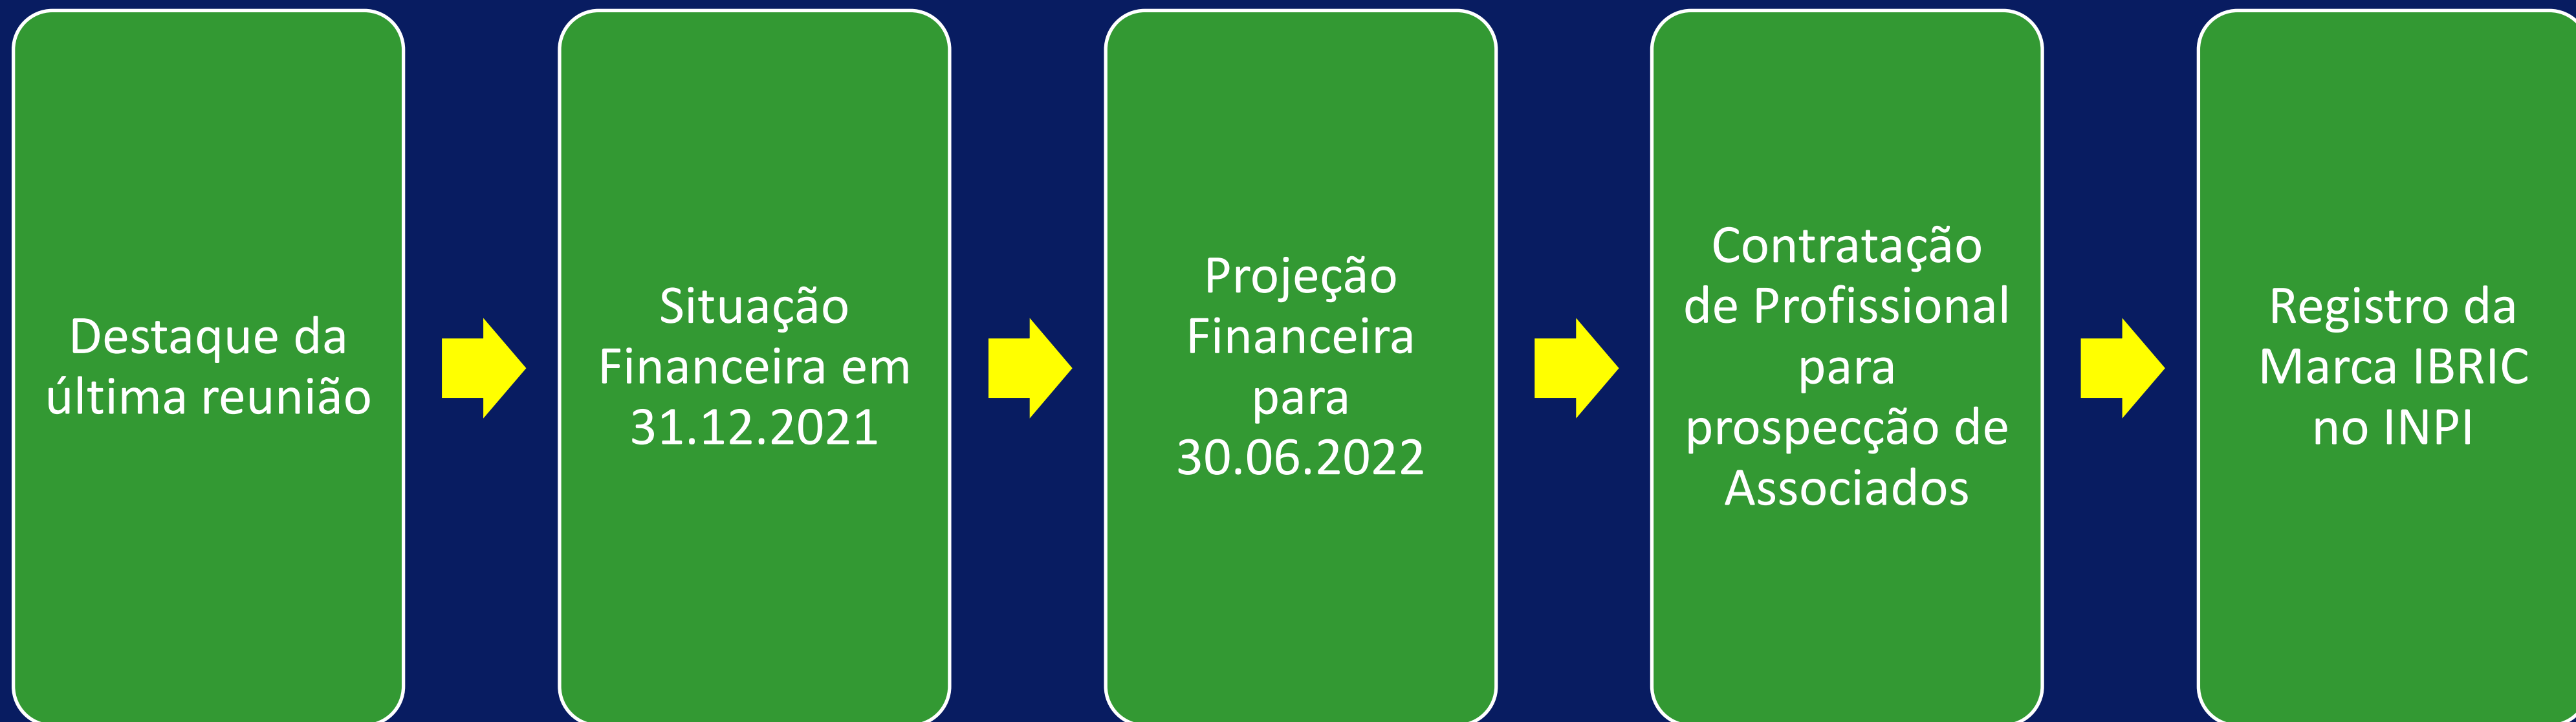 Destaque da
última reunião
Situação
Financeira em
31.12.2021
Projeção
Financeira
para
30.06.2022
Contratação
de Profissional
para
prospecção de
Associados
Registro da
Marca IBRIC
no INPI